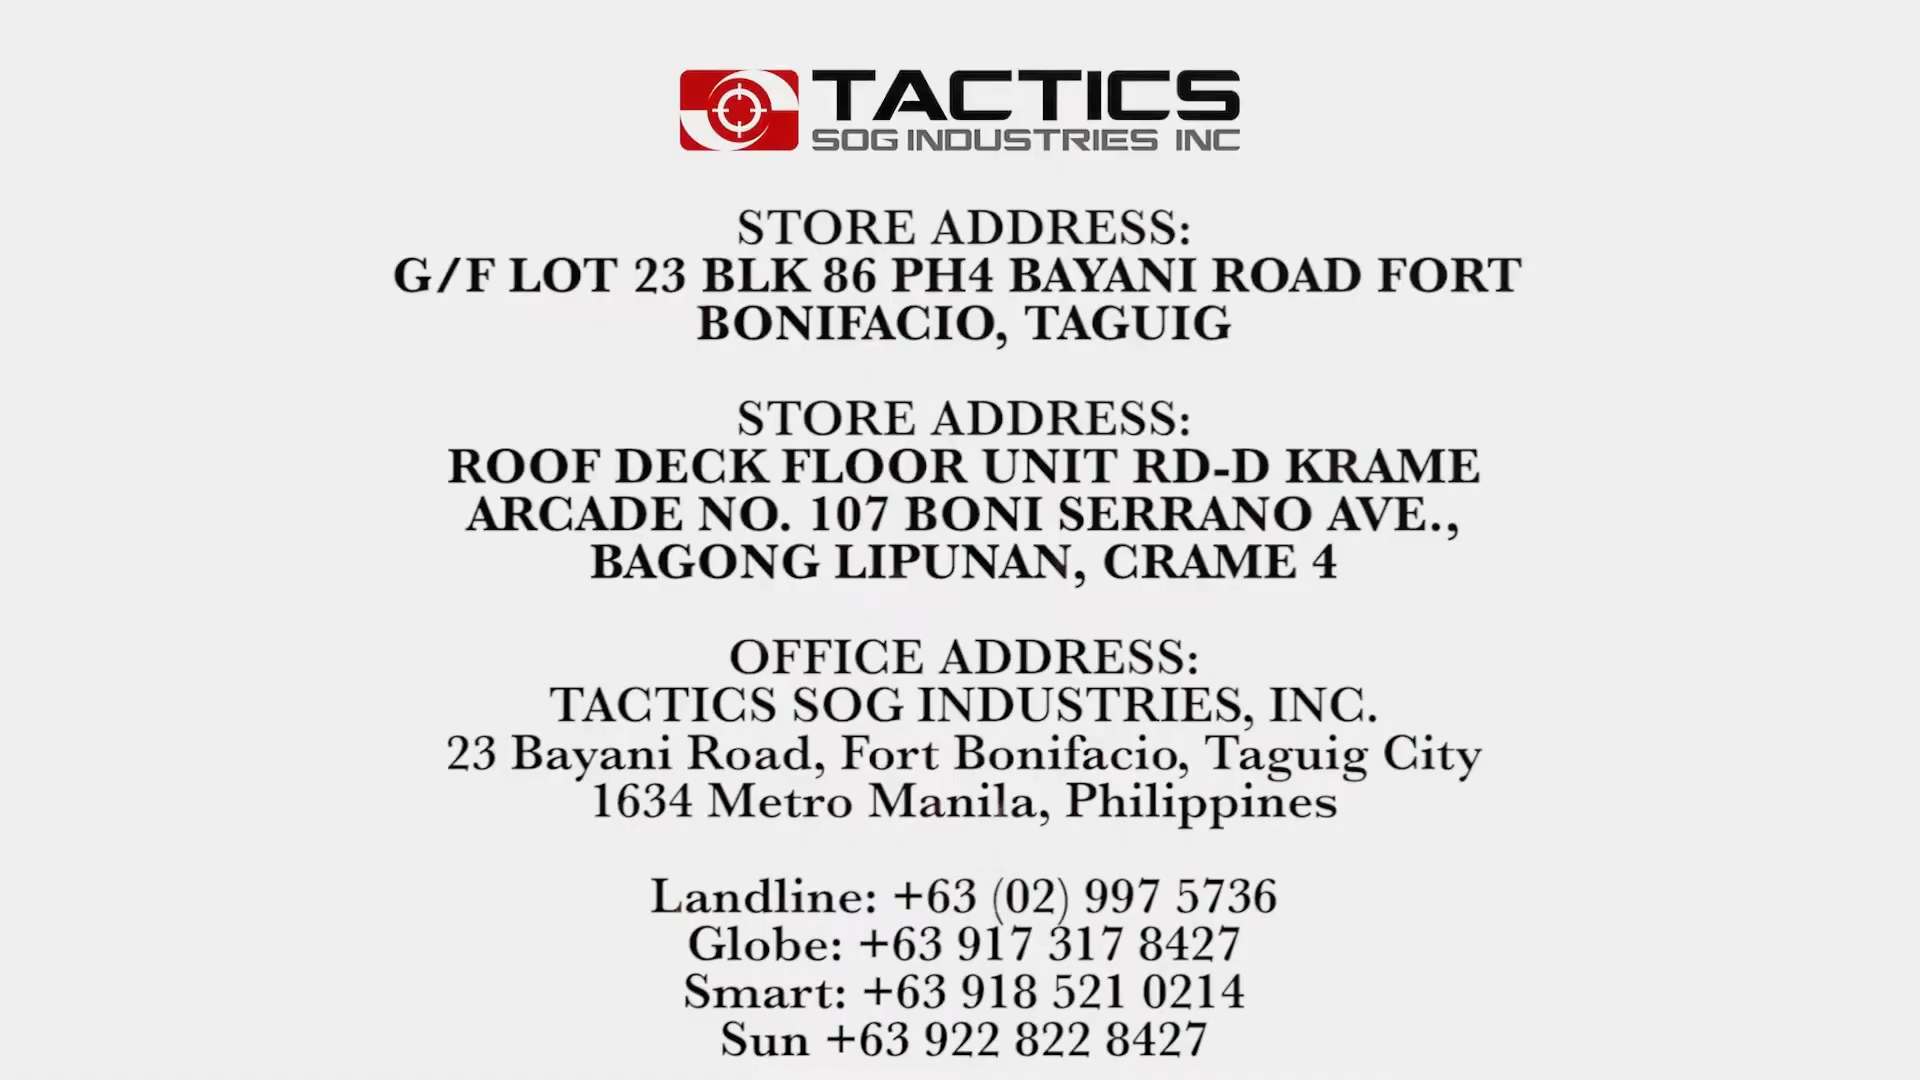 TACTICS
SOG INDUSTRIES INC
STORE ADDRESS:
G/F LOT 23 BLK 86 PH4 BAYANI ROAD FORT
BONIFACIO, TAGUIG
STORE ADDRESS:
ROOF DECK FLOOR UNIT RD-D KRAME
ARCADE NO. 107 BONI SERRANO AVE.,
BAGONG LIPUNAN, CRAME 4
OFFICE ADDRESS:
TACTICS SOG INDUSTRIES, INC.
23 Bayani Road, Fort Bonifacio, Taguig City
1634 Metro Manila, Philippines
Landline: +63 (02) 997 5736
Globe: +63 917 317 8427
Smart: +63 918 521 0214
Sun +63 922 822 8427